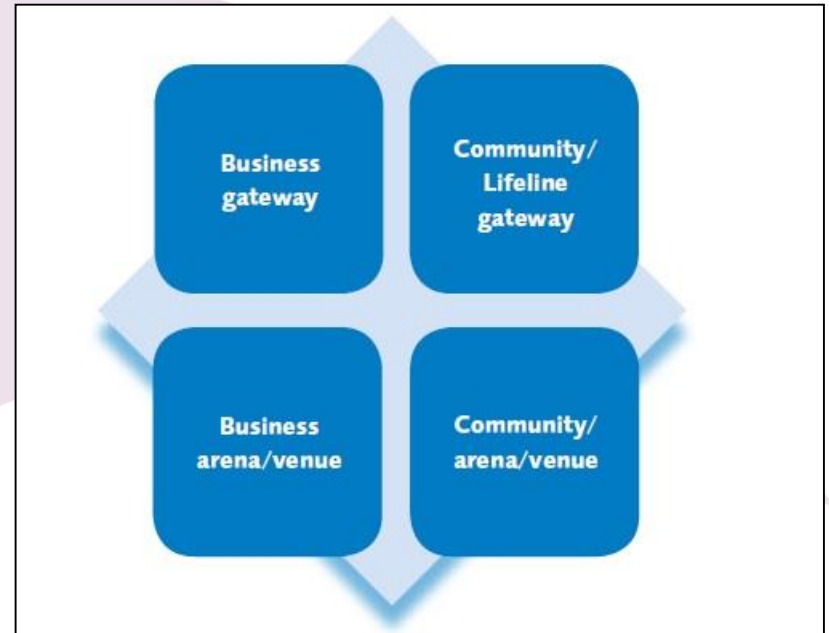 Business
gateway
Community/
Lifeline
gateway
Business
arena/venue
Community/
arena/venue